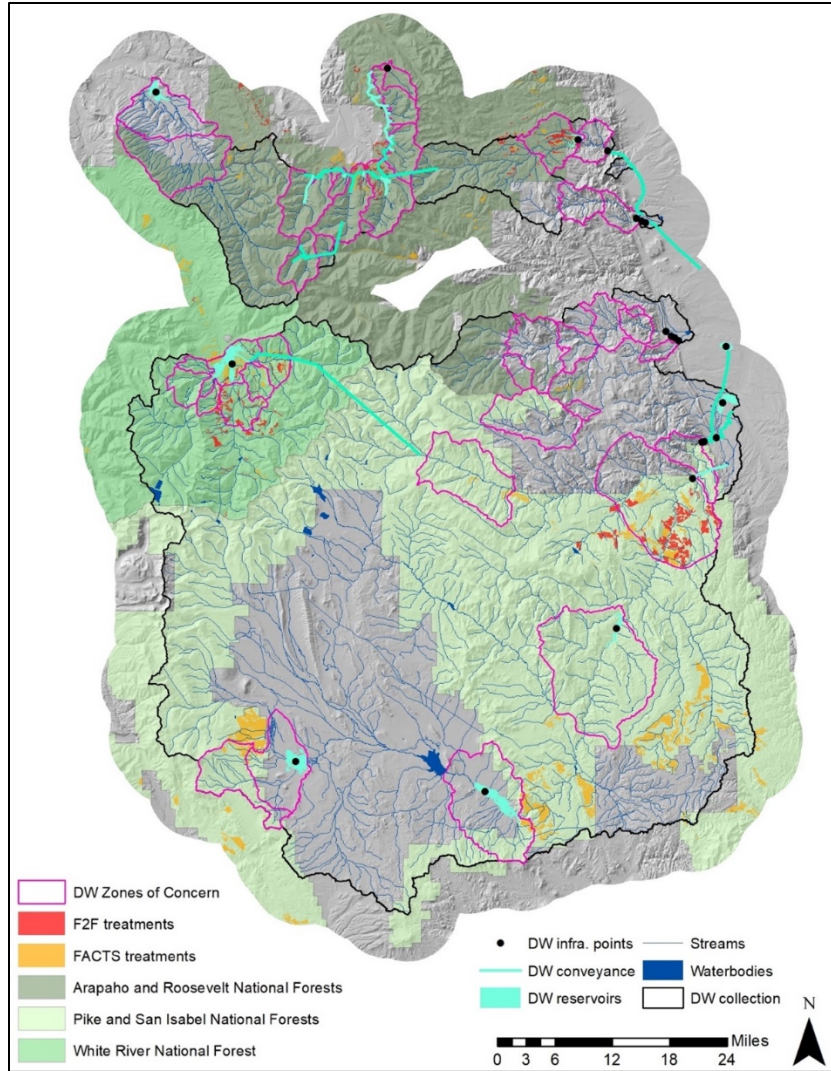 DW Zones of Concern
F2F treatments
FACTS treatments
Arapaho and Roosevelt National Forests
Pike and San Isabel National Forests
White River National Forest
DW infra. points
DW conveyance
DW reservoirs
Streams
Waterbodies
DW collection
N
Miles
0 3 6 12 18 24